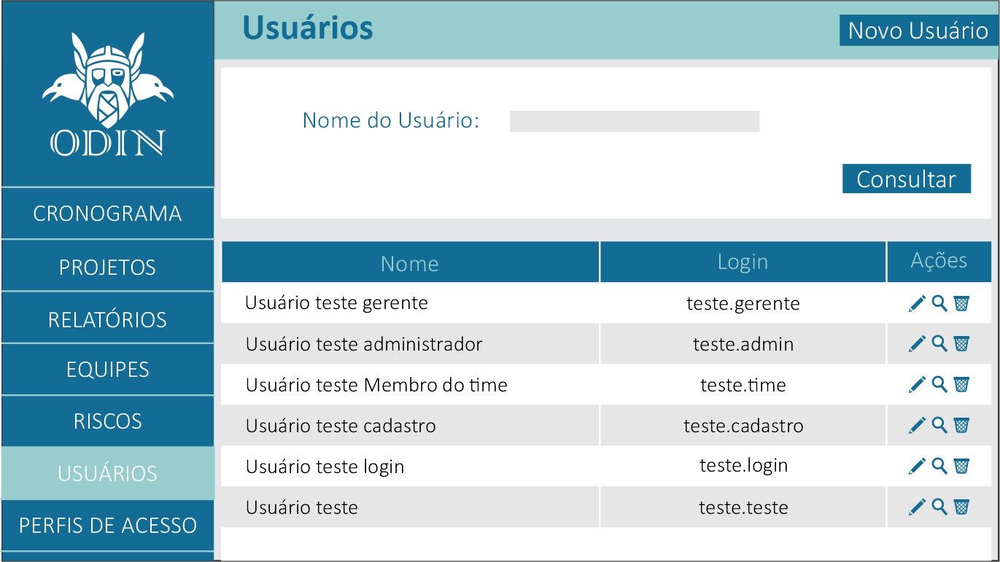 ODIN
CRONOGRAMA
PROJETOS
RELATÓRIOS
EQUIPES
RISCOS
USUÁRIOS
PERFIS DE ACESSO
Usuários
Novo Usuário
Nome do Usuário:
Consultar
Nome Login Ações
Usuário teste gerente teste.gerente
Usuário teste administrador teste.admin
Usuário teste Membro do time teste.time
Usuário teste cadastro teste.cadastro
Usuário teste login teste.login
Usuário teste teste.teste